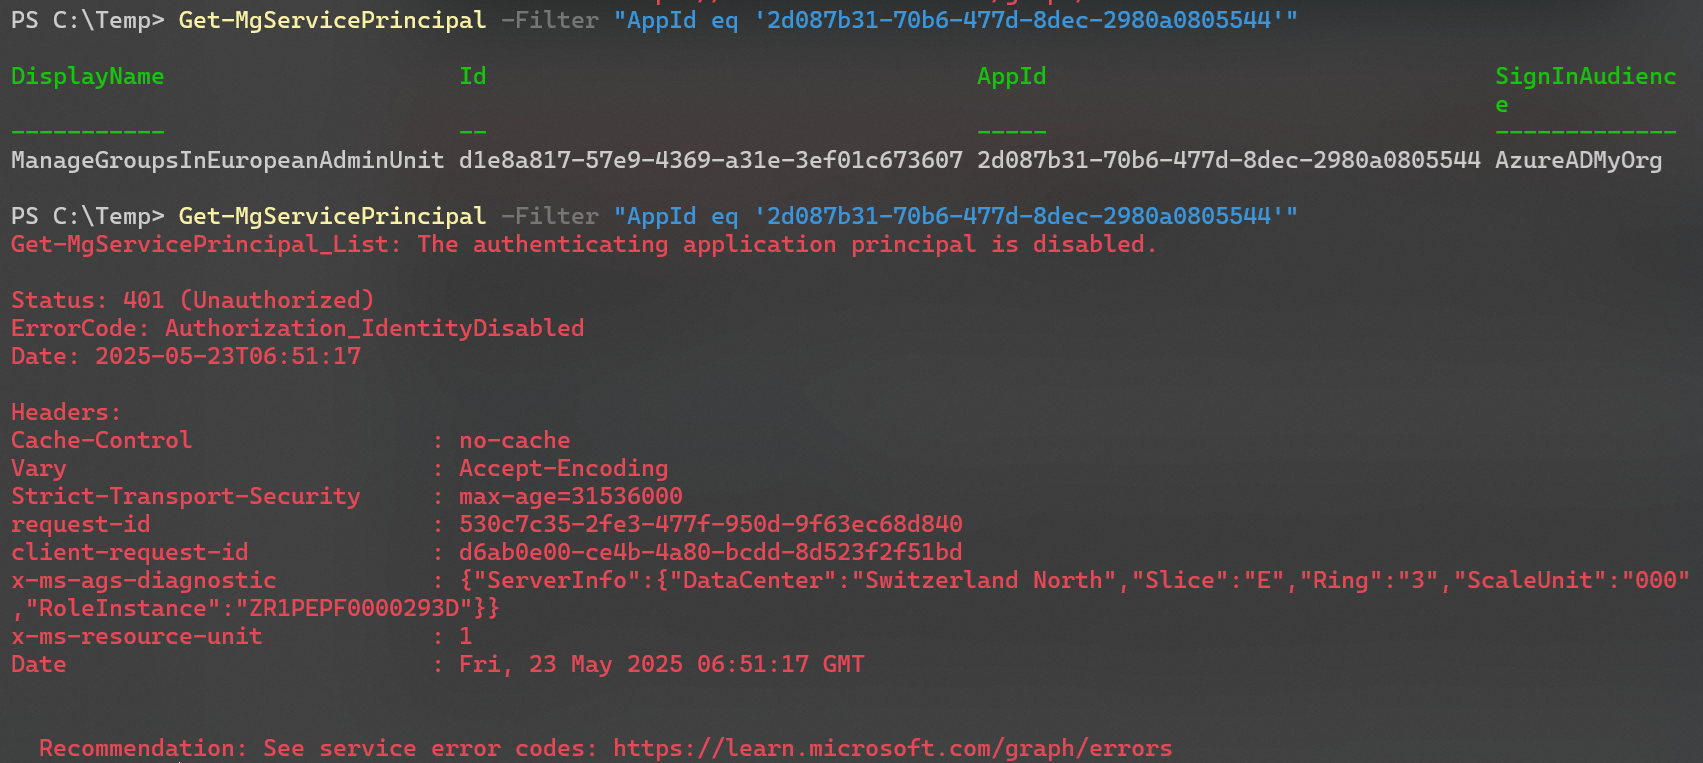 PS C:\Temp> Get-MgServicePrincipal -Filter "AppId eq '2d087b31-70b6-477d-8dec-2980a0805544'"
DisplayName Id AppId SignInAudienc
e
----------- -- ----- -------------
ManageGroupsInEuropeanAdminUnit d1e8a817-57e9-4369-a31e-3ef01c673607 2d087b31-70b6-477d-8dec-2980a0805544 AzureADMyOrg
PS C:\Temp> Get-MgServicePrincipal -Filter "AppId eq '2d087b31-70b6-477d-8dec-2980a0805544'"
Get-MgServicePrincipal_List: The authenticating application principal is disabled.
Status: 401 (Unauthorized)
ErrorCode: Authorization_IdentityDisabled
Date: 2025-05-23T06:51:17
Headers:
Cache-Control : no-cache
Vary : Accept-Encoding
Strict-Transport-Security : max-age=31536000
request-id : 530c7c35-2fe3-477f-950d-9f63ec68d840
client-request-id : d6ab0e00-ce4b-4a80-bcdd-8d523f2f51bd
x-ms-ags-diagnostic : {"ServerInfo":{"DataCenter":"Switzerland North","Slice":"E","Ring":"3","ScaleUnit":"000"
,"RoleInstance":"ZR1PEPF0000293D"}}
x-ms-resource-unit : 1
Date : Fri, 23 May 2025 06:51:17 GMT
Recommendation: See service error codes: https://learn.microsoft.com/graph/errors